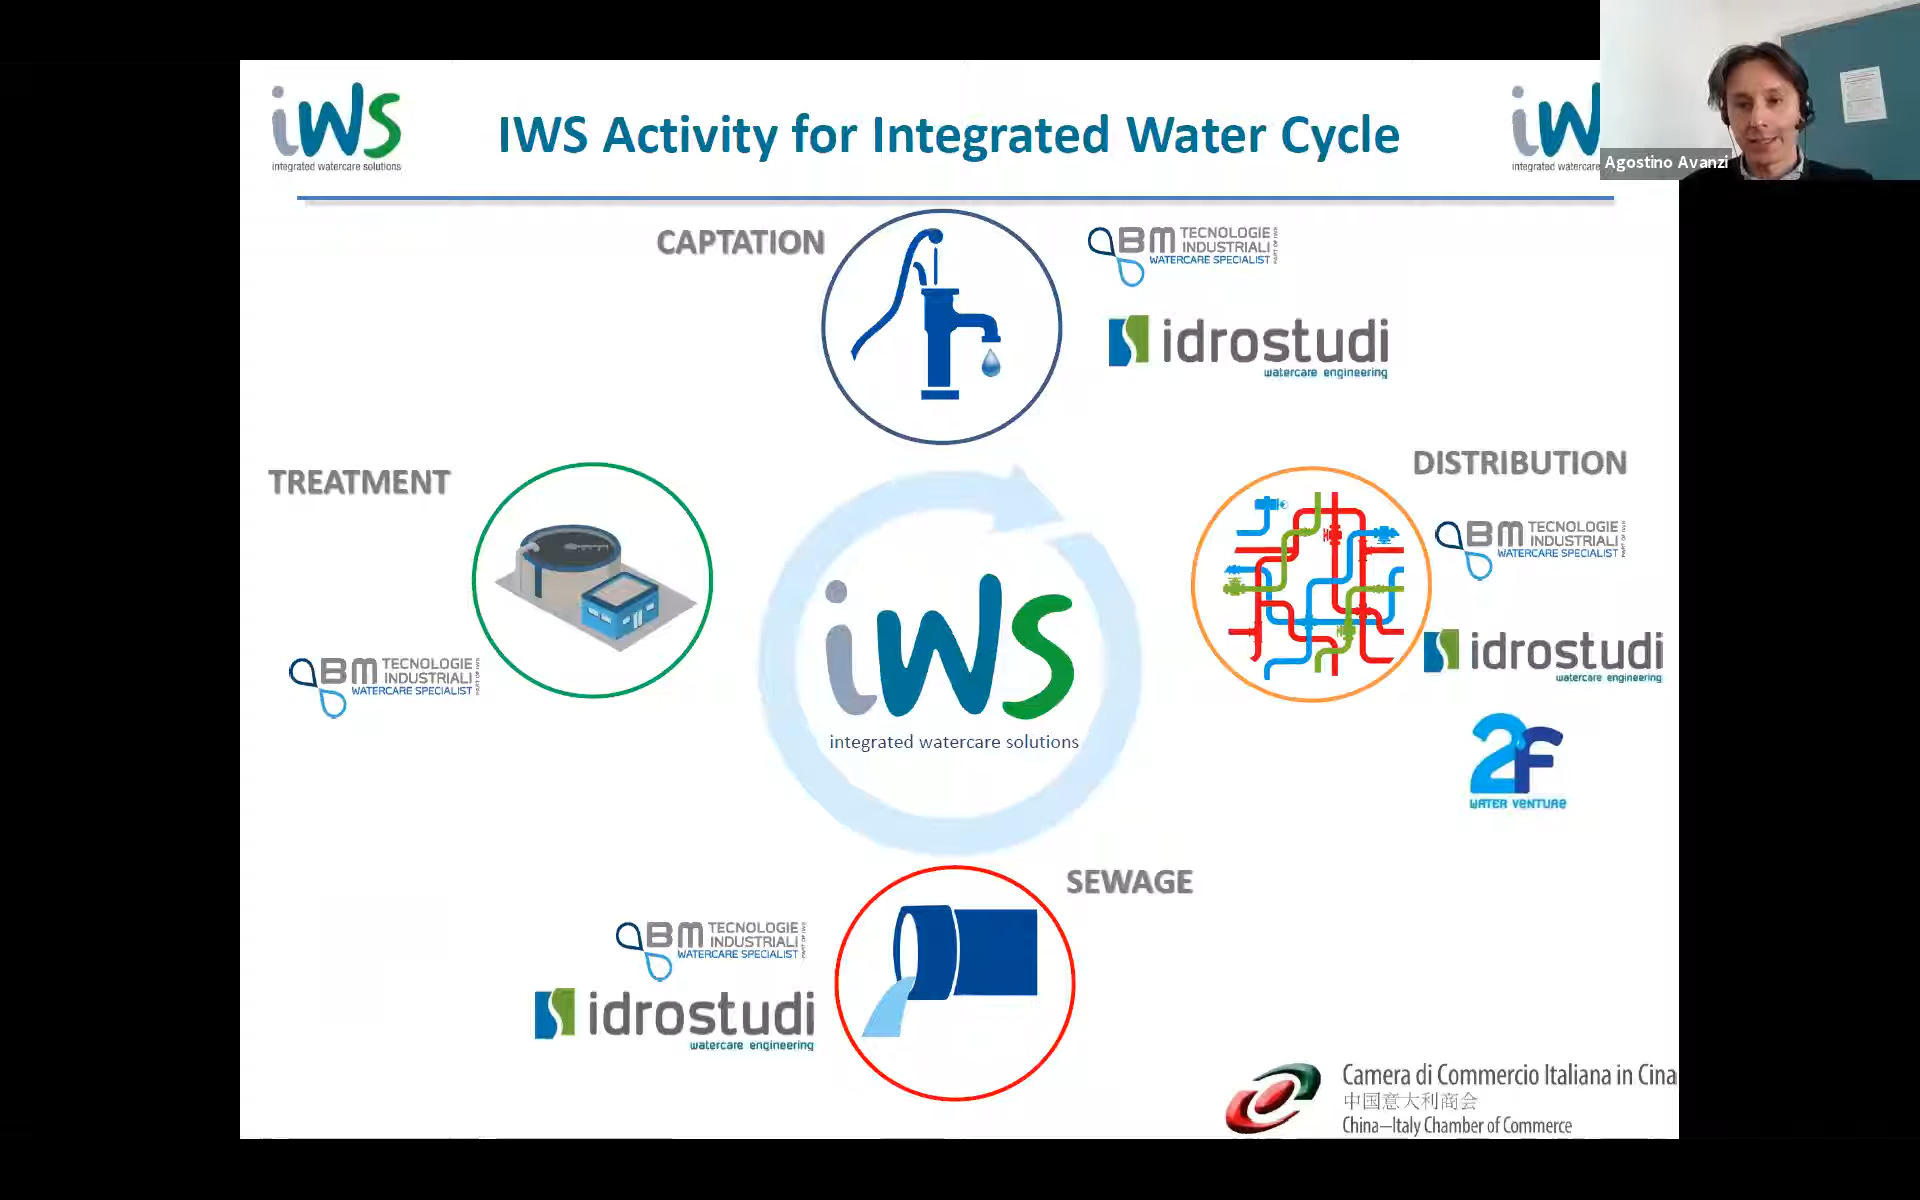 iWS
integrated watercare solutions
IWS Activity for Integrated Water Cycle
iW
integrated watercare
Agostino Avanzi
CAPTATION
BM TECNOLOGIE
INDUSTRIALI
WATERCARE SPECIALIST
idrostudi
watercare engineering
TREATMENT
BM TECNOLOGIE
INDUSTRIALI
WATERCARE SPECIALIST
iWS
integrated watercare solutions
DISTRIBUTION
BM TECNOLOGIE
INDUSTRIALI
WATERCARE SPECIALIST
idrostudi
watercare engineering
2F
WATER VENTURE
SEWAGE
BM TECNOLOGIE
INDUSTRIALI
WATERCARE SPECIALIST
idrostudi
watercare engineering
Camera di Commercio Italiana in Cina
中国意大利商会
China–Italy Chamber of Commerce